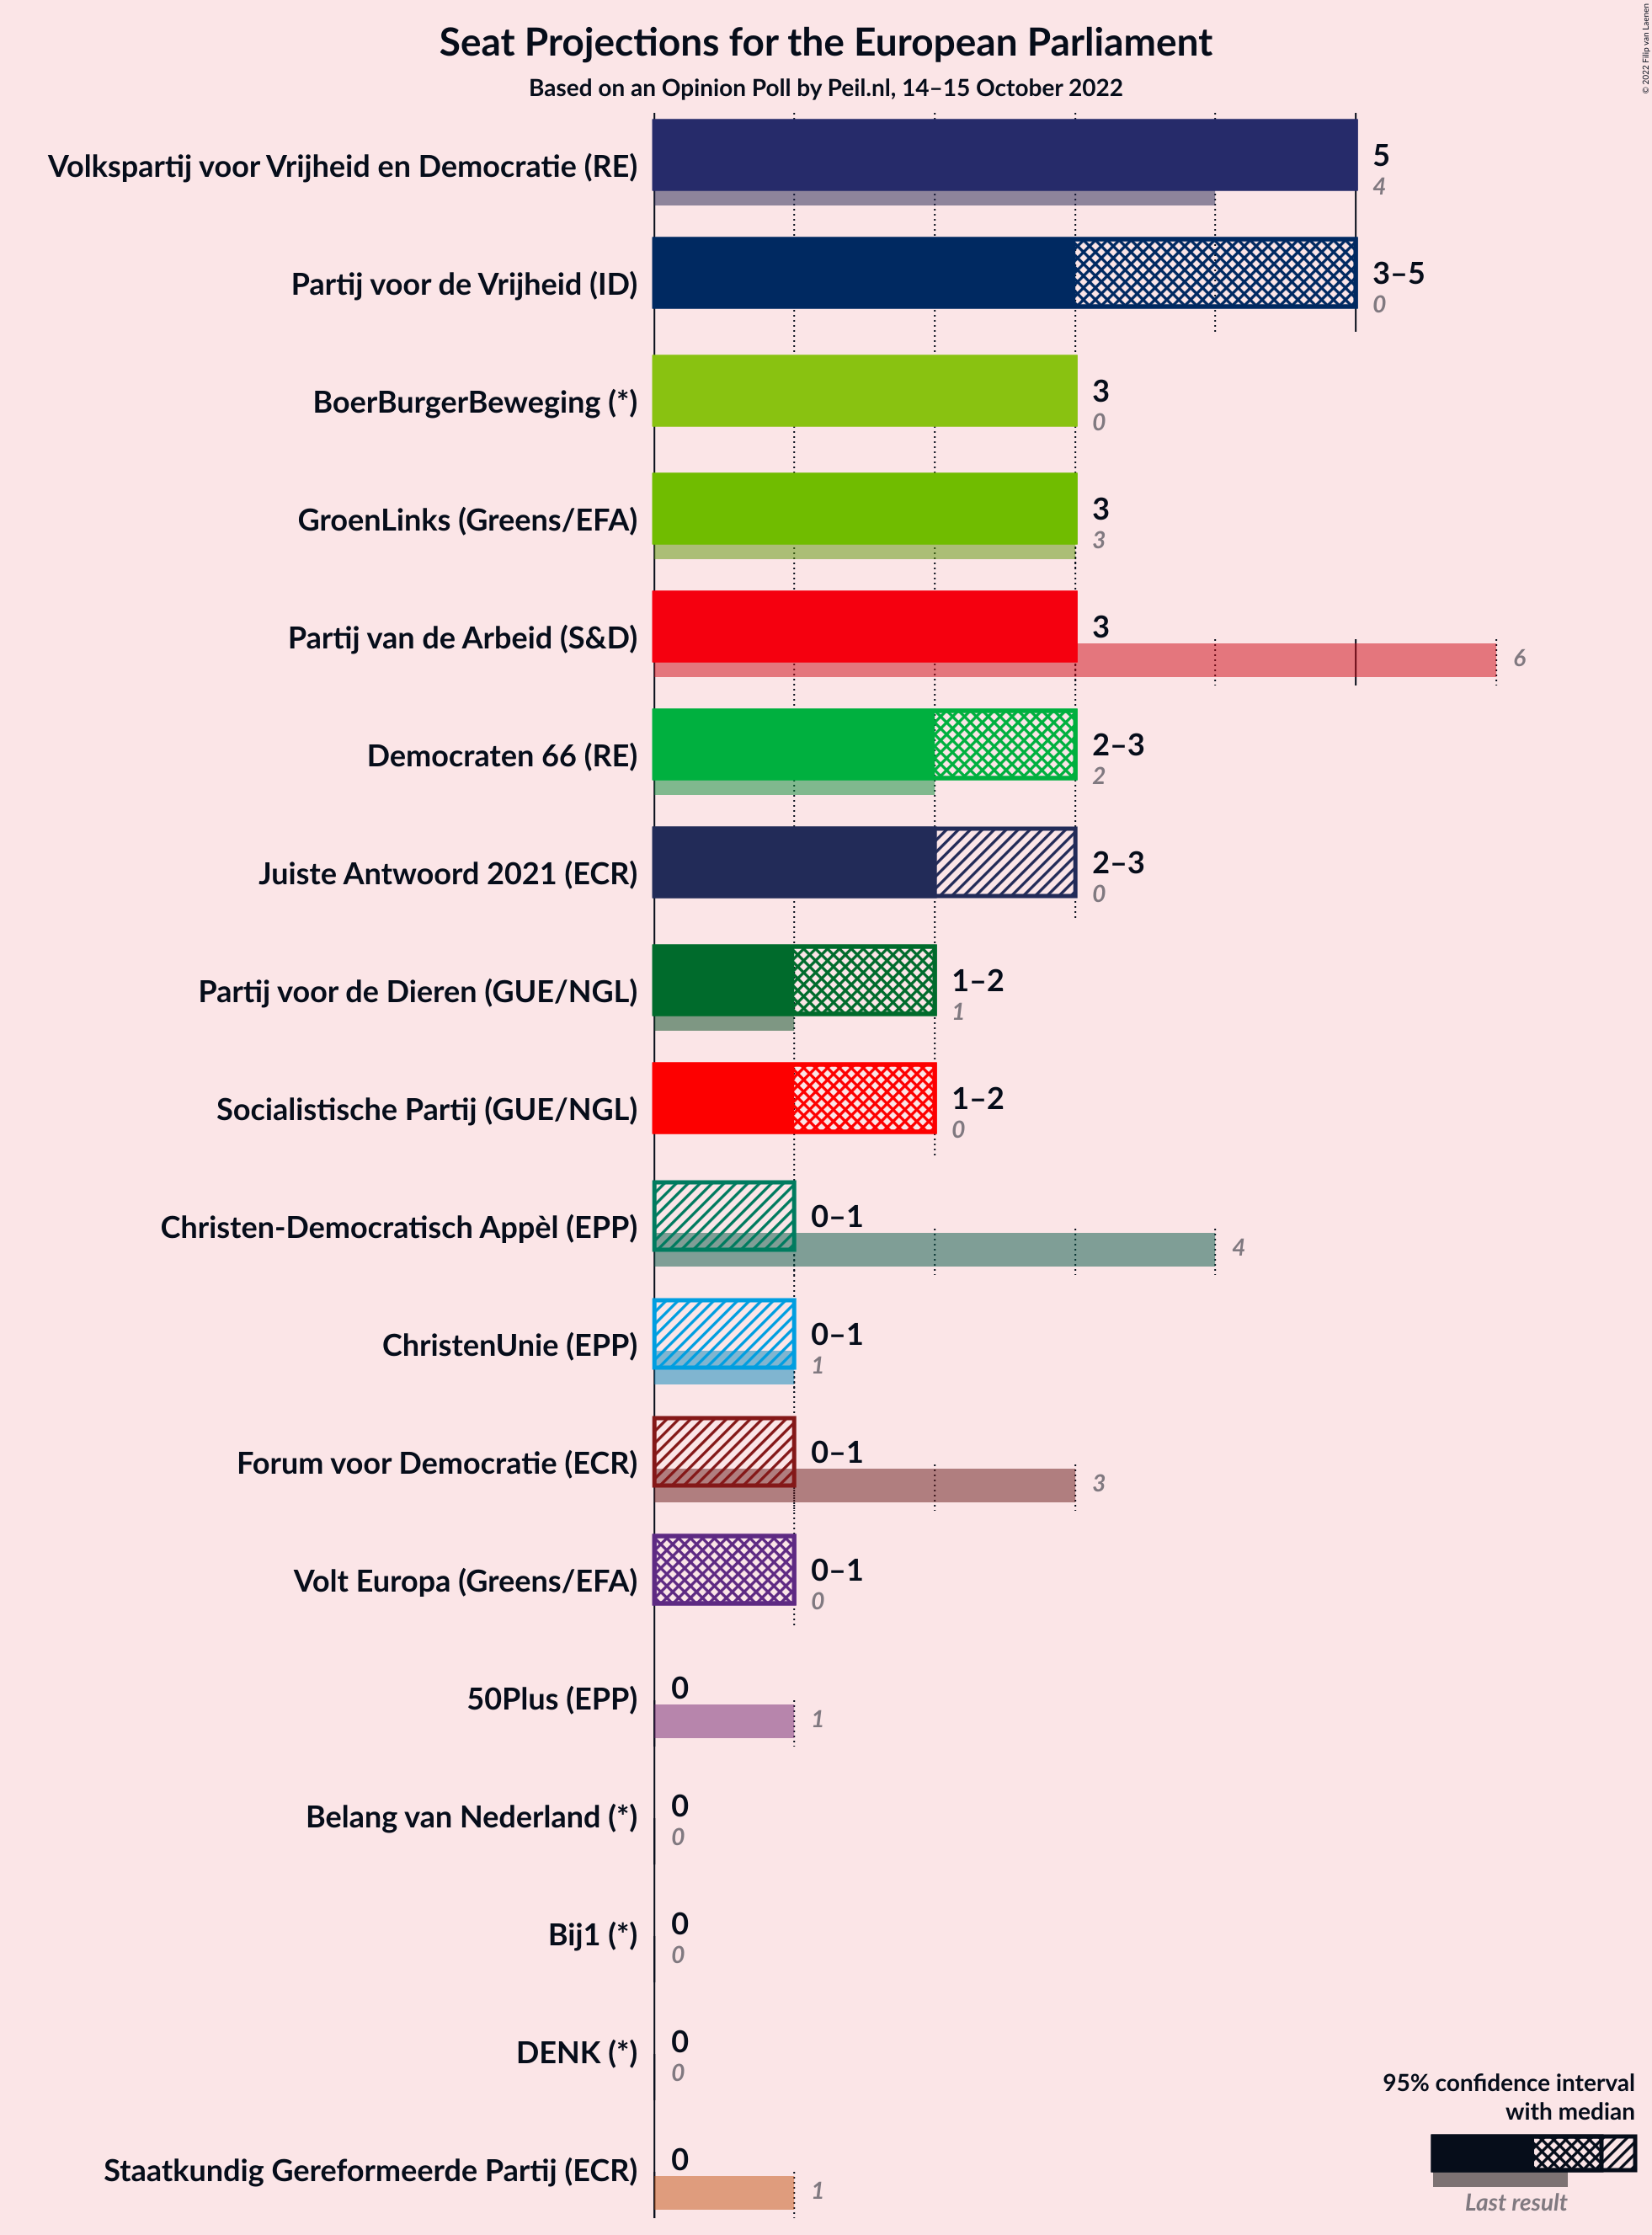 Seat Projections for the European Parliament
Based on an Opinion Poll by Peil.nl, 14–15 October 2022
© 2022 Filip van Laenen
Volkspartij voor Vrijheid en Democratie (RE)
5
4
Partij voor de Vrijheid (ID)
3–5
0
BoerBurgerBeweging (*)
3
0
GroenLinks (Greens/EFA)
3
3
Partij van de Arbeid (S&D)
3
6
Democraten 66 (RE)
2–3
2
Juiste Antwoord 2021 (ECR)
2–3
0
Partij voor de Dieren (GUE/NGL)
1–2
1
Socialistische Partij (GUE/NGL)
1–2
0
Christen-Democratisch Appèl (EPP)
0–1
4
ChristenUnie (EPP)
0–1
1
Forum voor Democratie (ECR)
0–1
3
Volt Europa (Greens/EFA)
0–1
0
50Plus (EPP)
0
1
Belang van Nederland (*)
0
0
Bij1 (*)
0
0
DENK (*)
0
0
Staatkundig Gereformeerde Partij (ECR)
0
1
95% confidence interval
with median
Last result